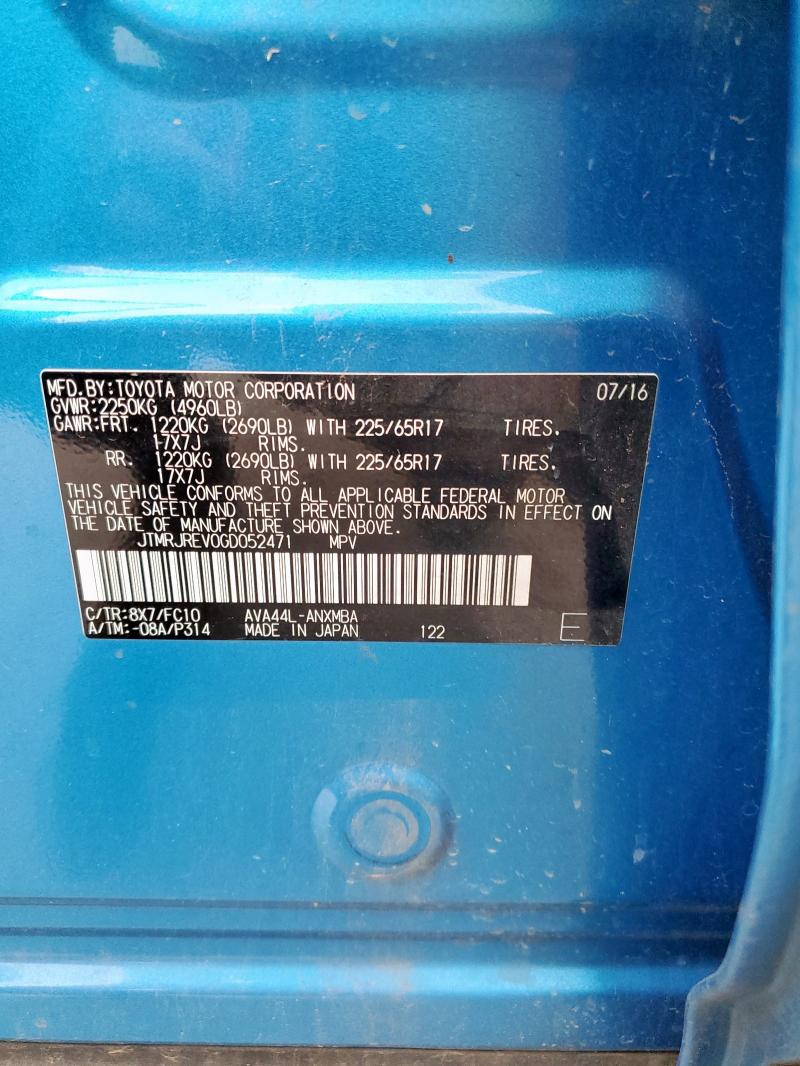 MFD.BY:TOYOTA MOTOR CORPORATION 07/16
GVWR:2250KG (4960LB)
GAWR:FRT. 1220KG (2690LB) WITH 225/65R17 TIRES.
17X7J RIMS.
RR. 1220KG (2690LB) WITH 225/65R17 TIRES.
17X7J RIMS.
THIS VEHICLE CONFORMS TO ALL APPLICABLE FEDERAL MOTOR
VEHICLE SAFETY AND THEFT PREVENTION STANDARDS IN EFFECT ON
THE DATE OF MANUFACTURE SHOWN ABOVE.
JTMRJREV0GD052471 MPV
C/TR:8X7/FC10 AVA44L-ANXMBA
A/TM:-08A/P314 MADE IN JAPAN 122 E